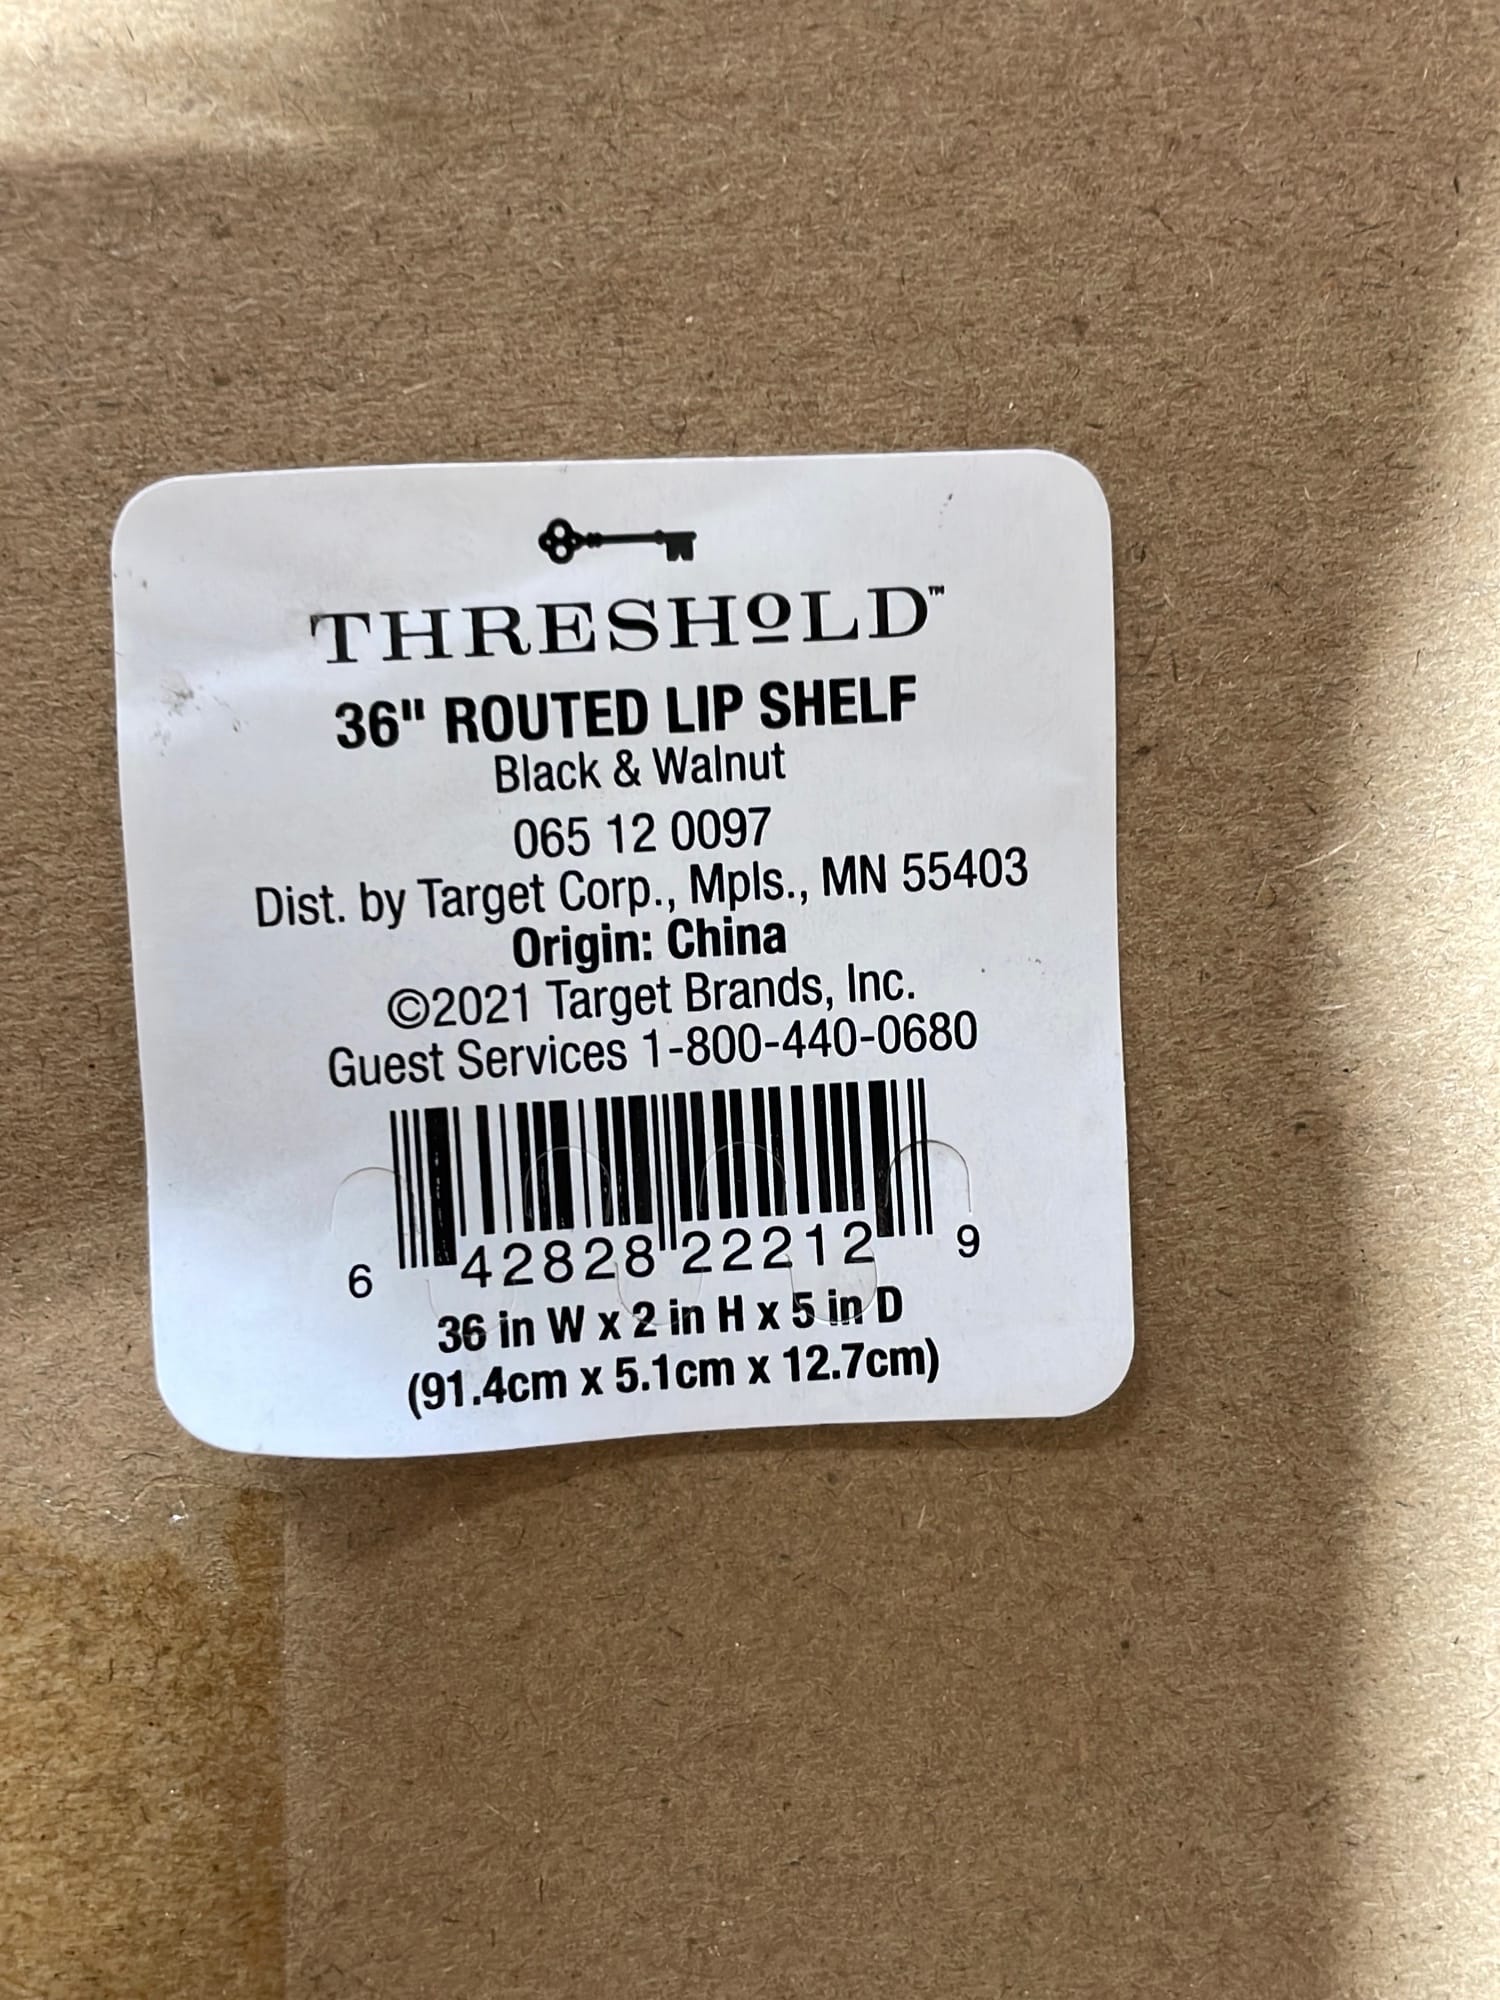 THRESHOLD™
36" ROUTED LIP SHELF
Black & Walnut
065 12 0097
Dist. by Target Corp., Mpls., MN 55403
Origin: China
©2021 Target Brands, Inc.
Guest Services 1-800-440-0680
6 42828 22212 9
36 in W x 2 in H x 5 in D
(91.4cm x 5.1cm x 12.7cm)